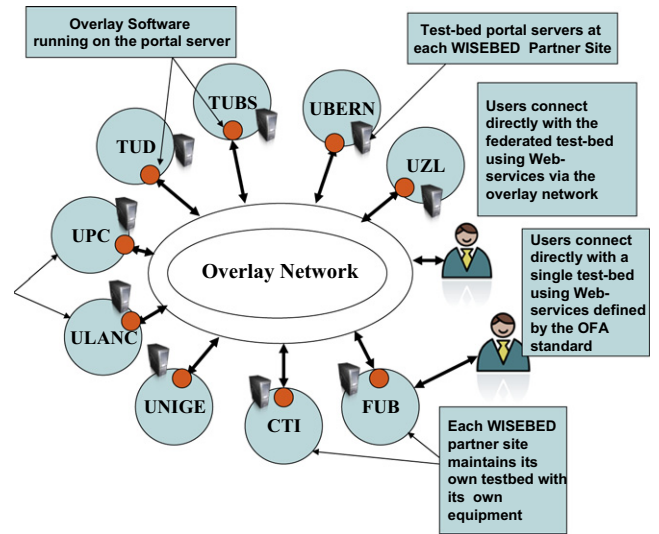 Overlay Software
running on the portal server
Test-bed portal servers at
each WISEBED Partner Site
TUBS
UBERN
TUD
UZL
Users connect
directly with the
federated test-bed
using Web-
services via the
overlay network
UPC
Overlay Network
Users connect
directly with a
single test-bed
using Web-
services defined
by the OFA
standard
ULANC
UNIGE
CTI
FUB
Each WISEBED
partner site
maintains its
own testbed with
its own
equipment